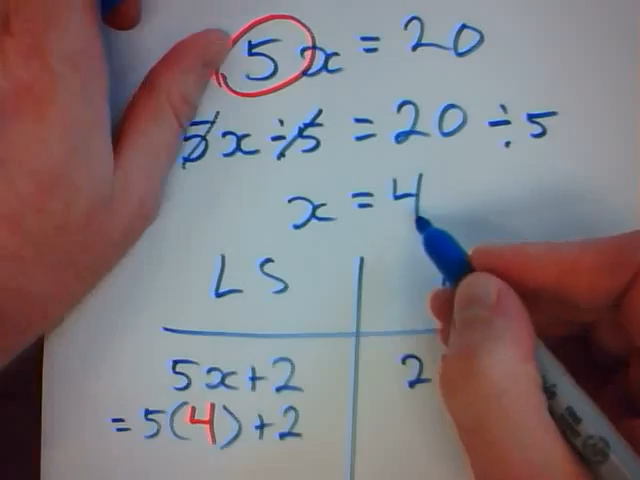 5x = 20
5x ÷ 5 = 20 ÷ 5
x = 4
LS
5x+2 2
= 5(4) +2